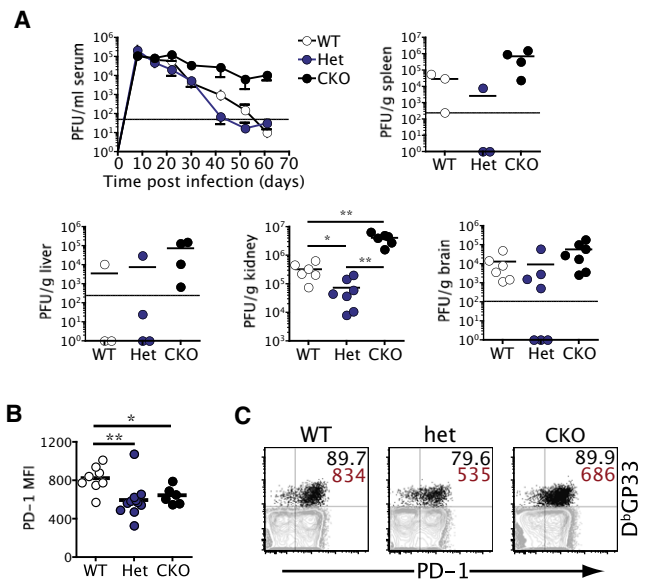 A
PFU/ml serum
10⁶
10⁵
10⁴
10³
10²
10¹
10⁰
0 10 20 30 40 50 60 70
Time post infection (days)
WT
Het
CKO
PFU/g spleen
10⁷
10⁶
10⁵
10⁴
10³
10²
10¹
10⁰
WT Het CKO
PFU/g liver
10⁶
10⁵
10⁴
10³
10²
10¹
10⁰
WT Het CKO
PFU/g kidney
10⁷
10⁶
10⁵
10⁴
10³
**
* **
WT Het CKO
PFU/g brain
10⁶
10⁵
10⁴
10³
10²
10¹
10⁰
WT Het CKO
B
PD-1 MFI
1200
800
400
0
*
**
WT Het CKO
C
WT het CKO
89.7 79.6 89.9
834 535 686
DᵇGP33
PD-1